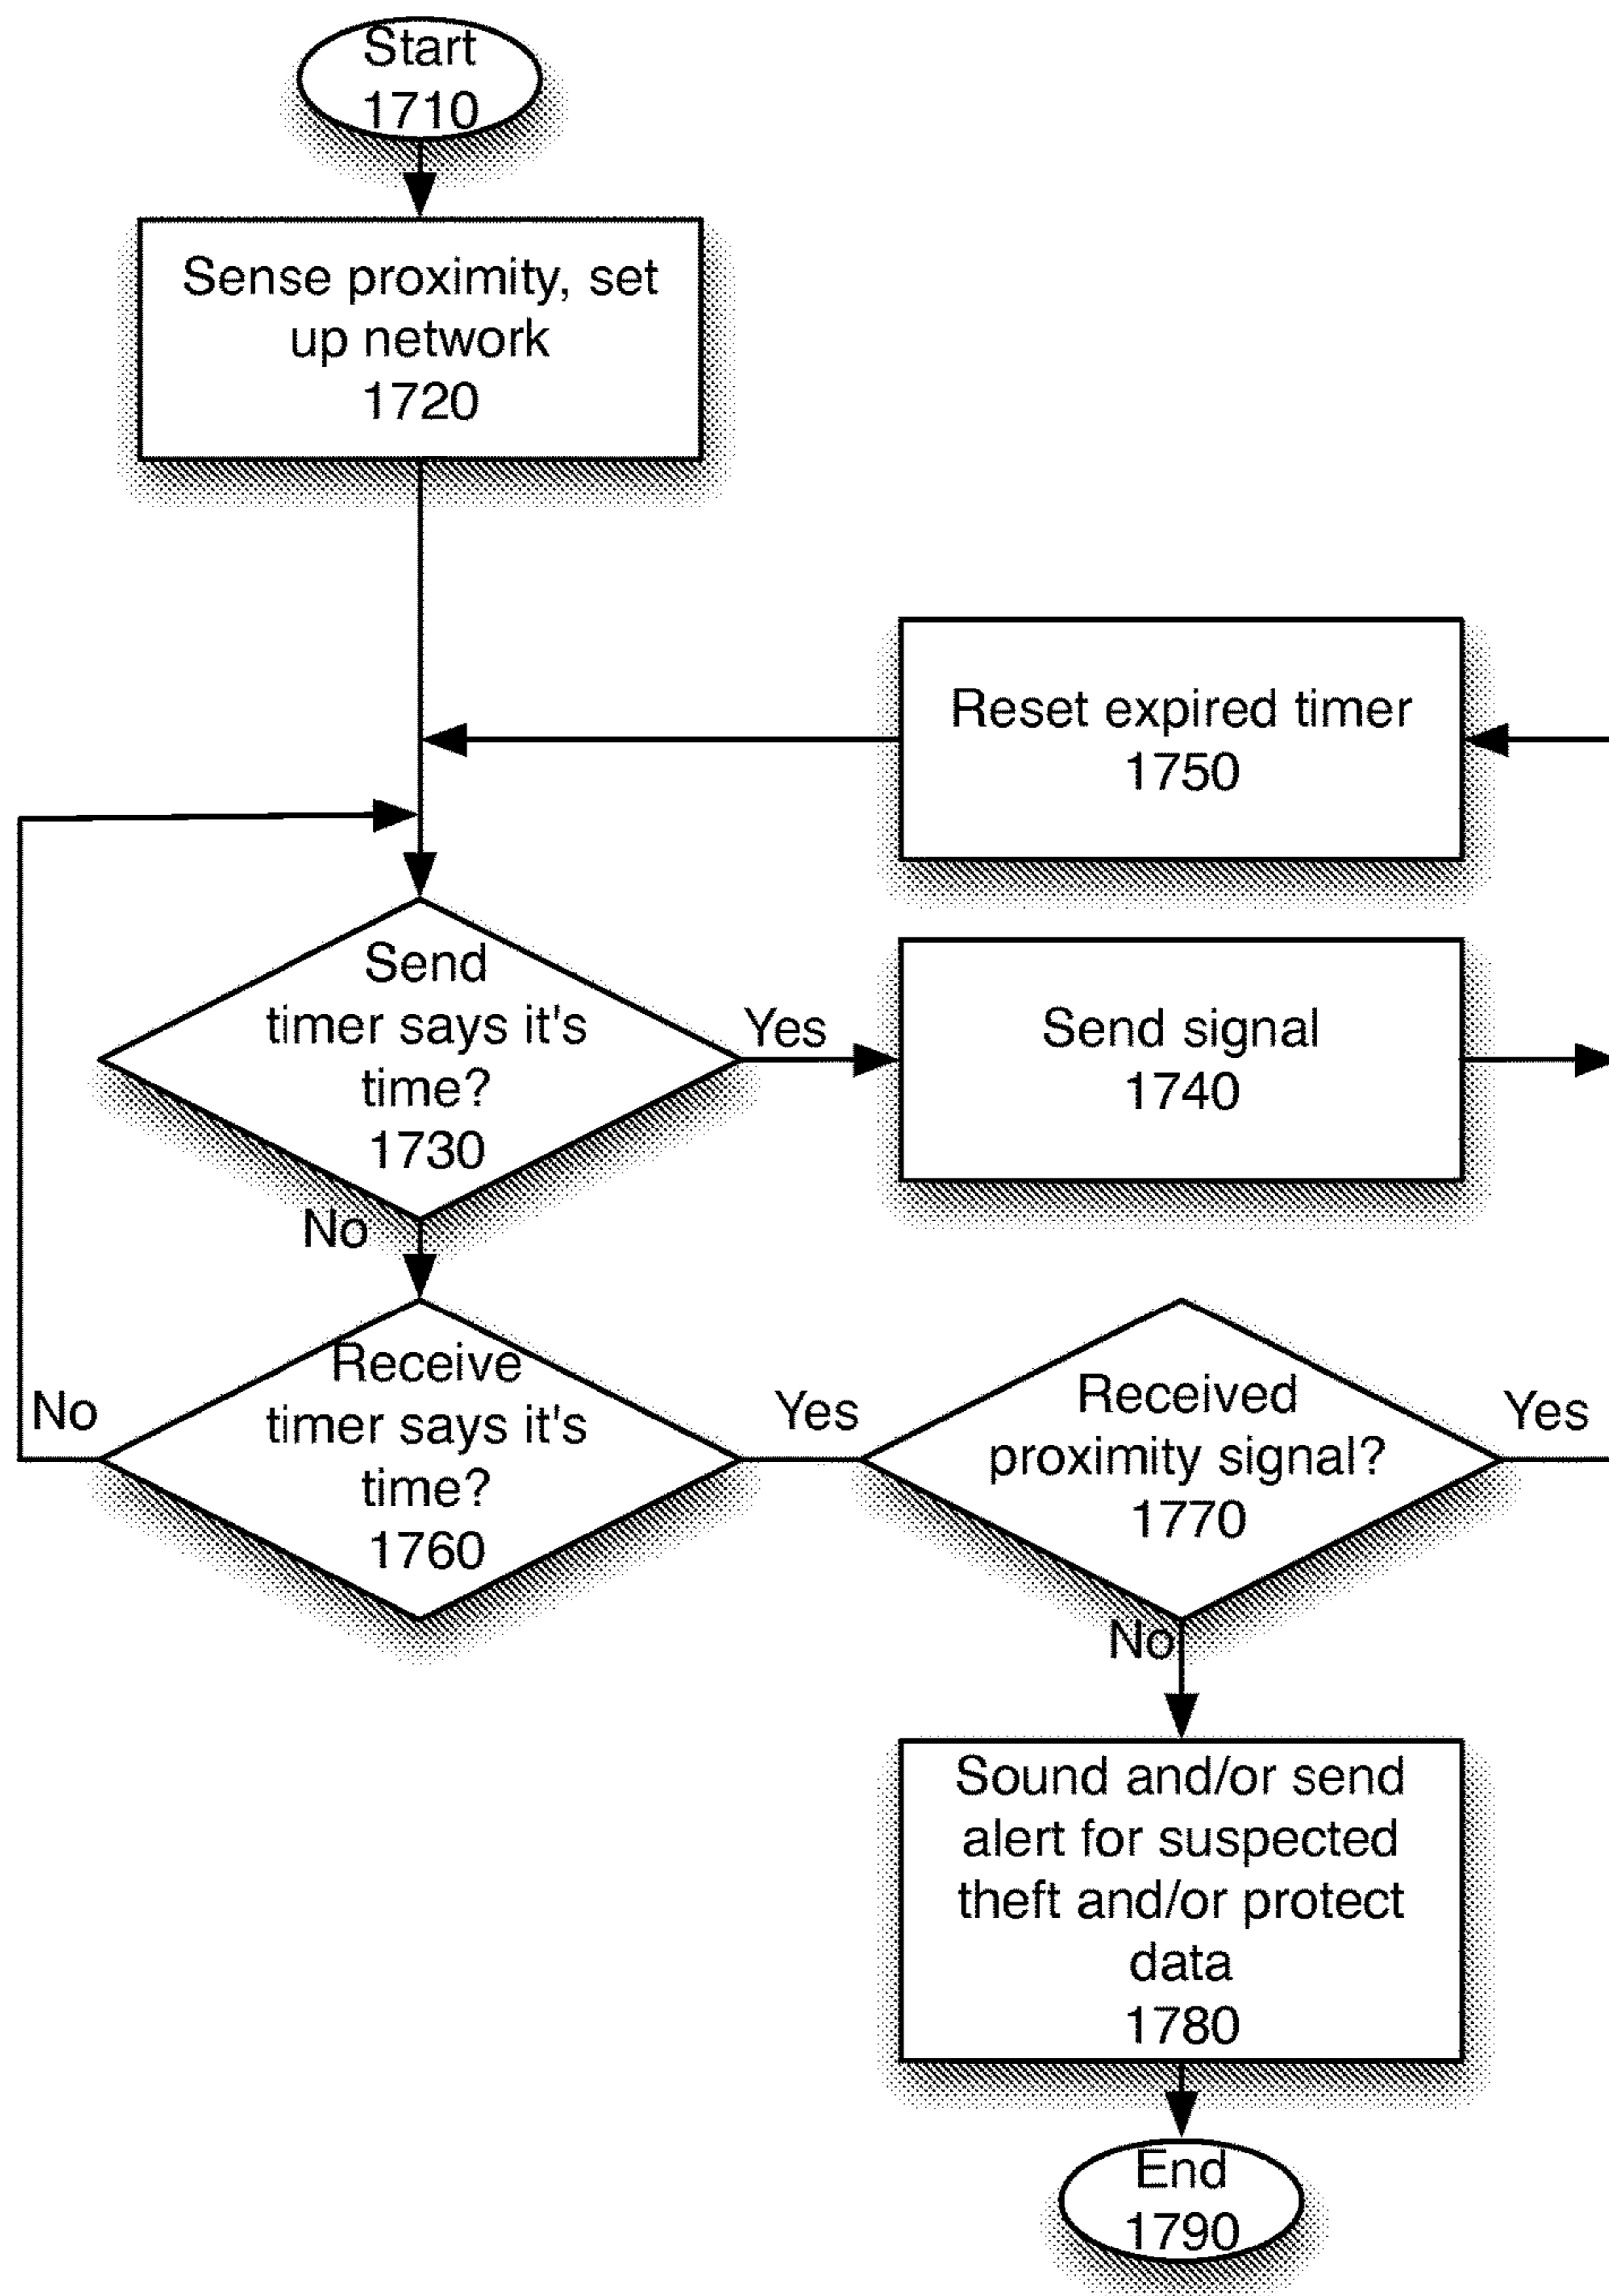 Start
1710
Sense proximity, set
up network
1720
Reset expired timer
1750
Send
timer says it's
time?
1730
Yes
Send signal
1740
No
Receive
timer says it's
time?
1760
No
Yes
Received
proximity signal?
1770
Yes
No
Sound and/or send
alert for suspected
theft and/or protect
data
1780
End
1790